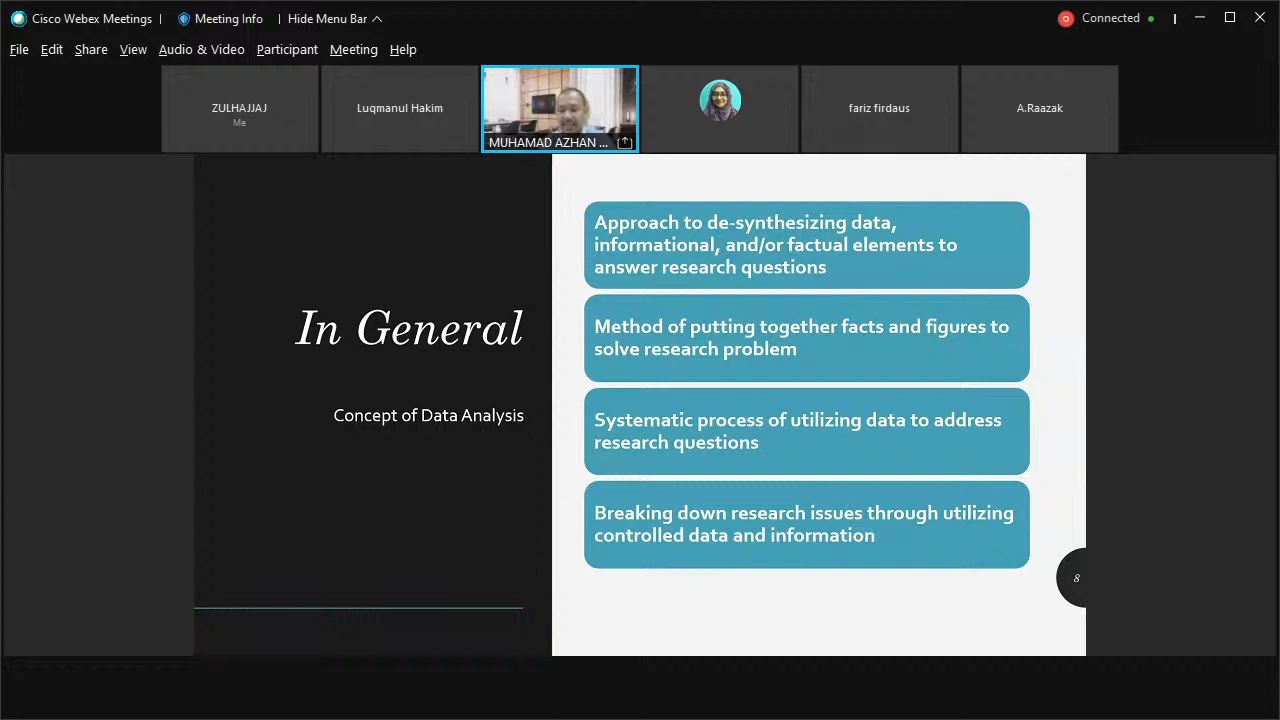 Cisco Webex Meetings | Meeting Info | Hide Menu Bar Connected
File Edit Share View Audio & Video Participant Meeting Help
ZULHAJJAJ
Me
Luqmanul Hakim
MUHAMAD AZHAN ...
fariz firdaus
A.Raazak
In General
Concept of Data Analysis
Approach to de-synthesizing data,
informational, and/or factual elements to
answer research questions
Method of putting together facts and figures to
solve research problem
Systematic process of utilizing data to address
research questions
Breaking down research issues through utilizing
controlled data and information
8